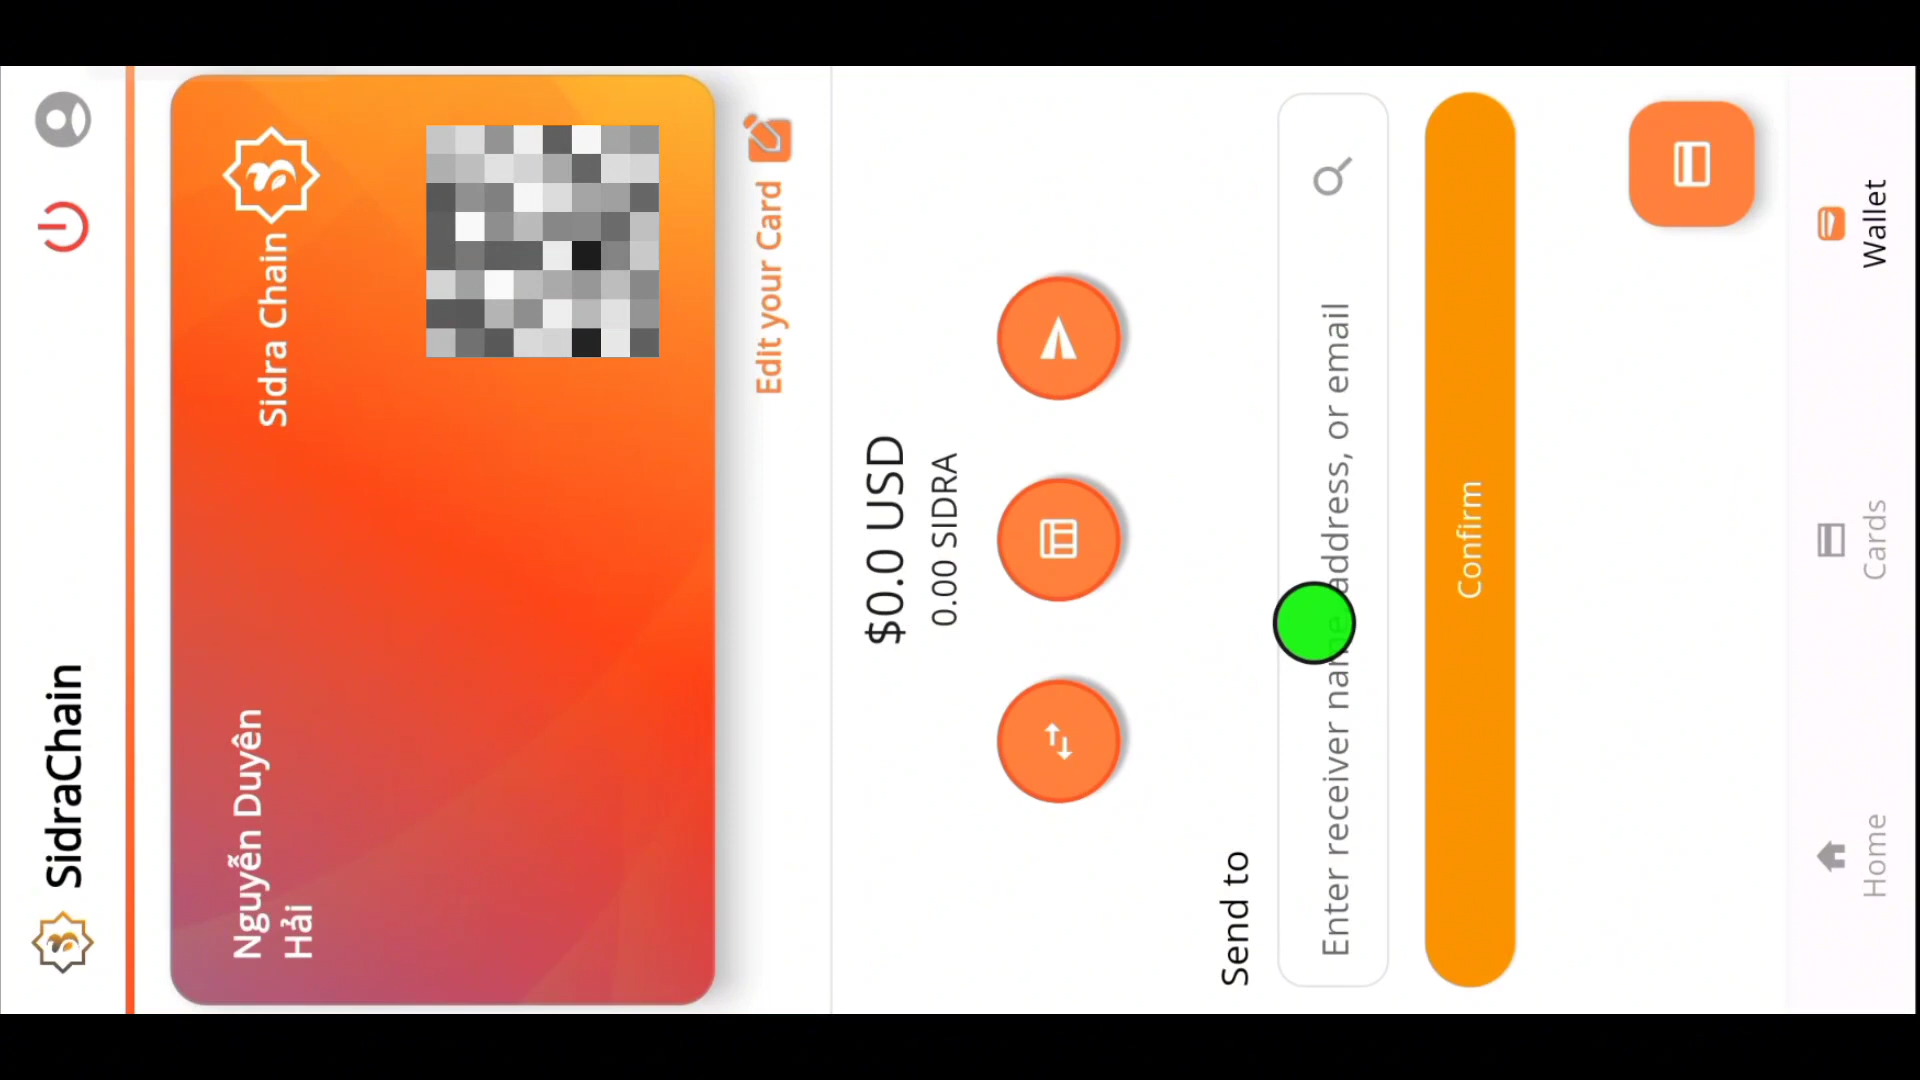 SidraChain
Sidra Chain
Nguyễn Duyên
Hải
Edit your Card
$0.0 USD
0.00 SIDRA
Send to
Enter receiver name, address, or email
Confirm
Home
Cards
Wallet